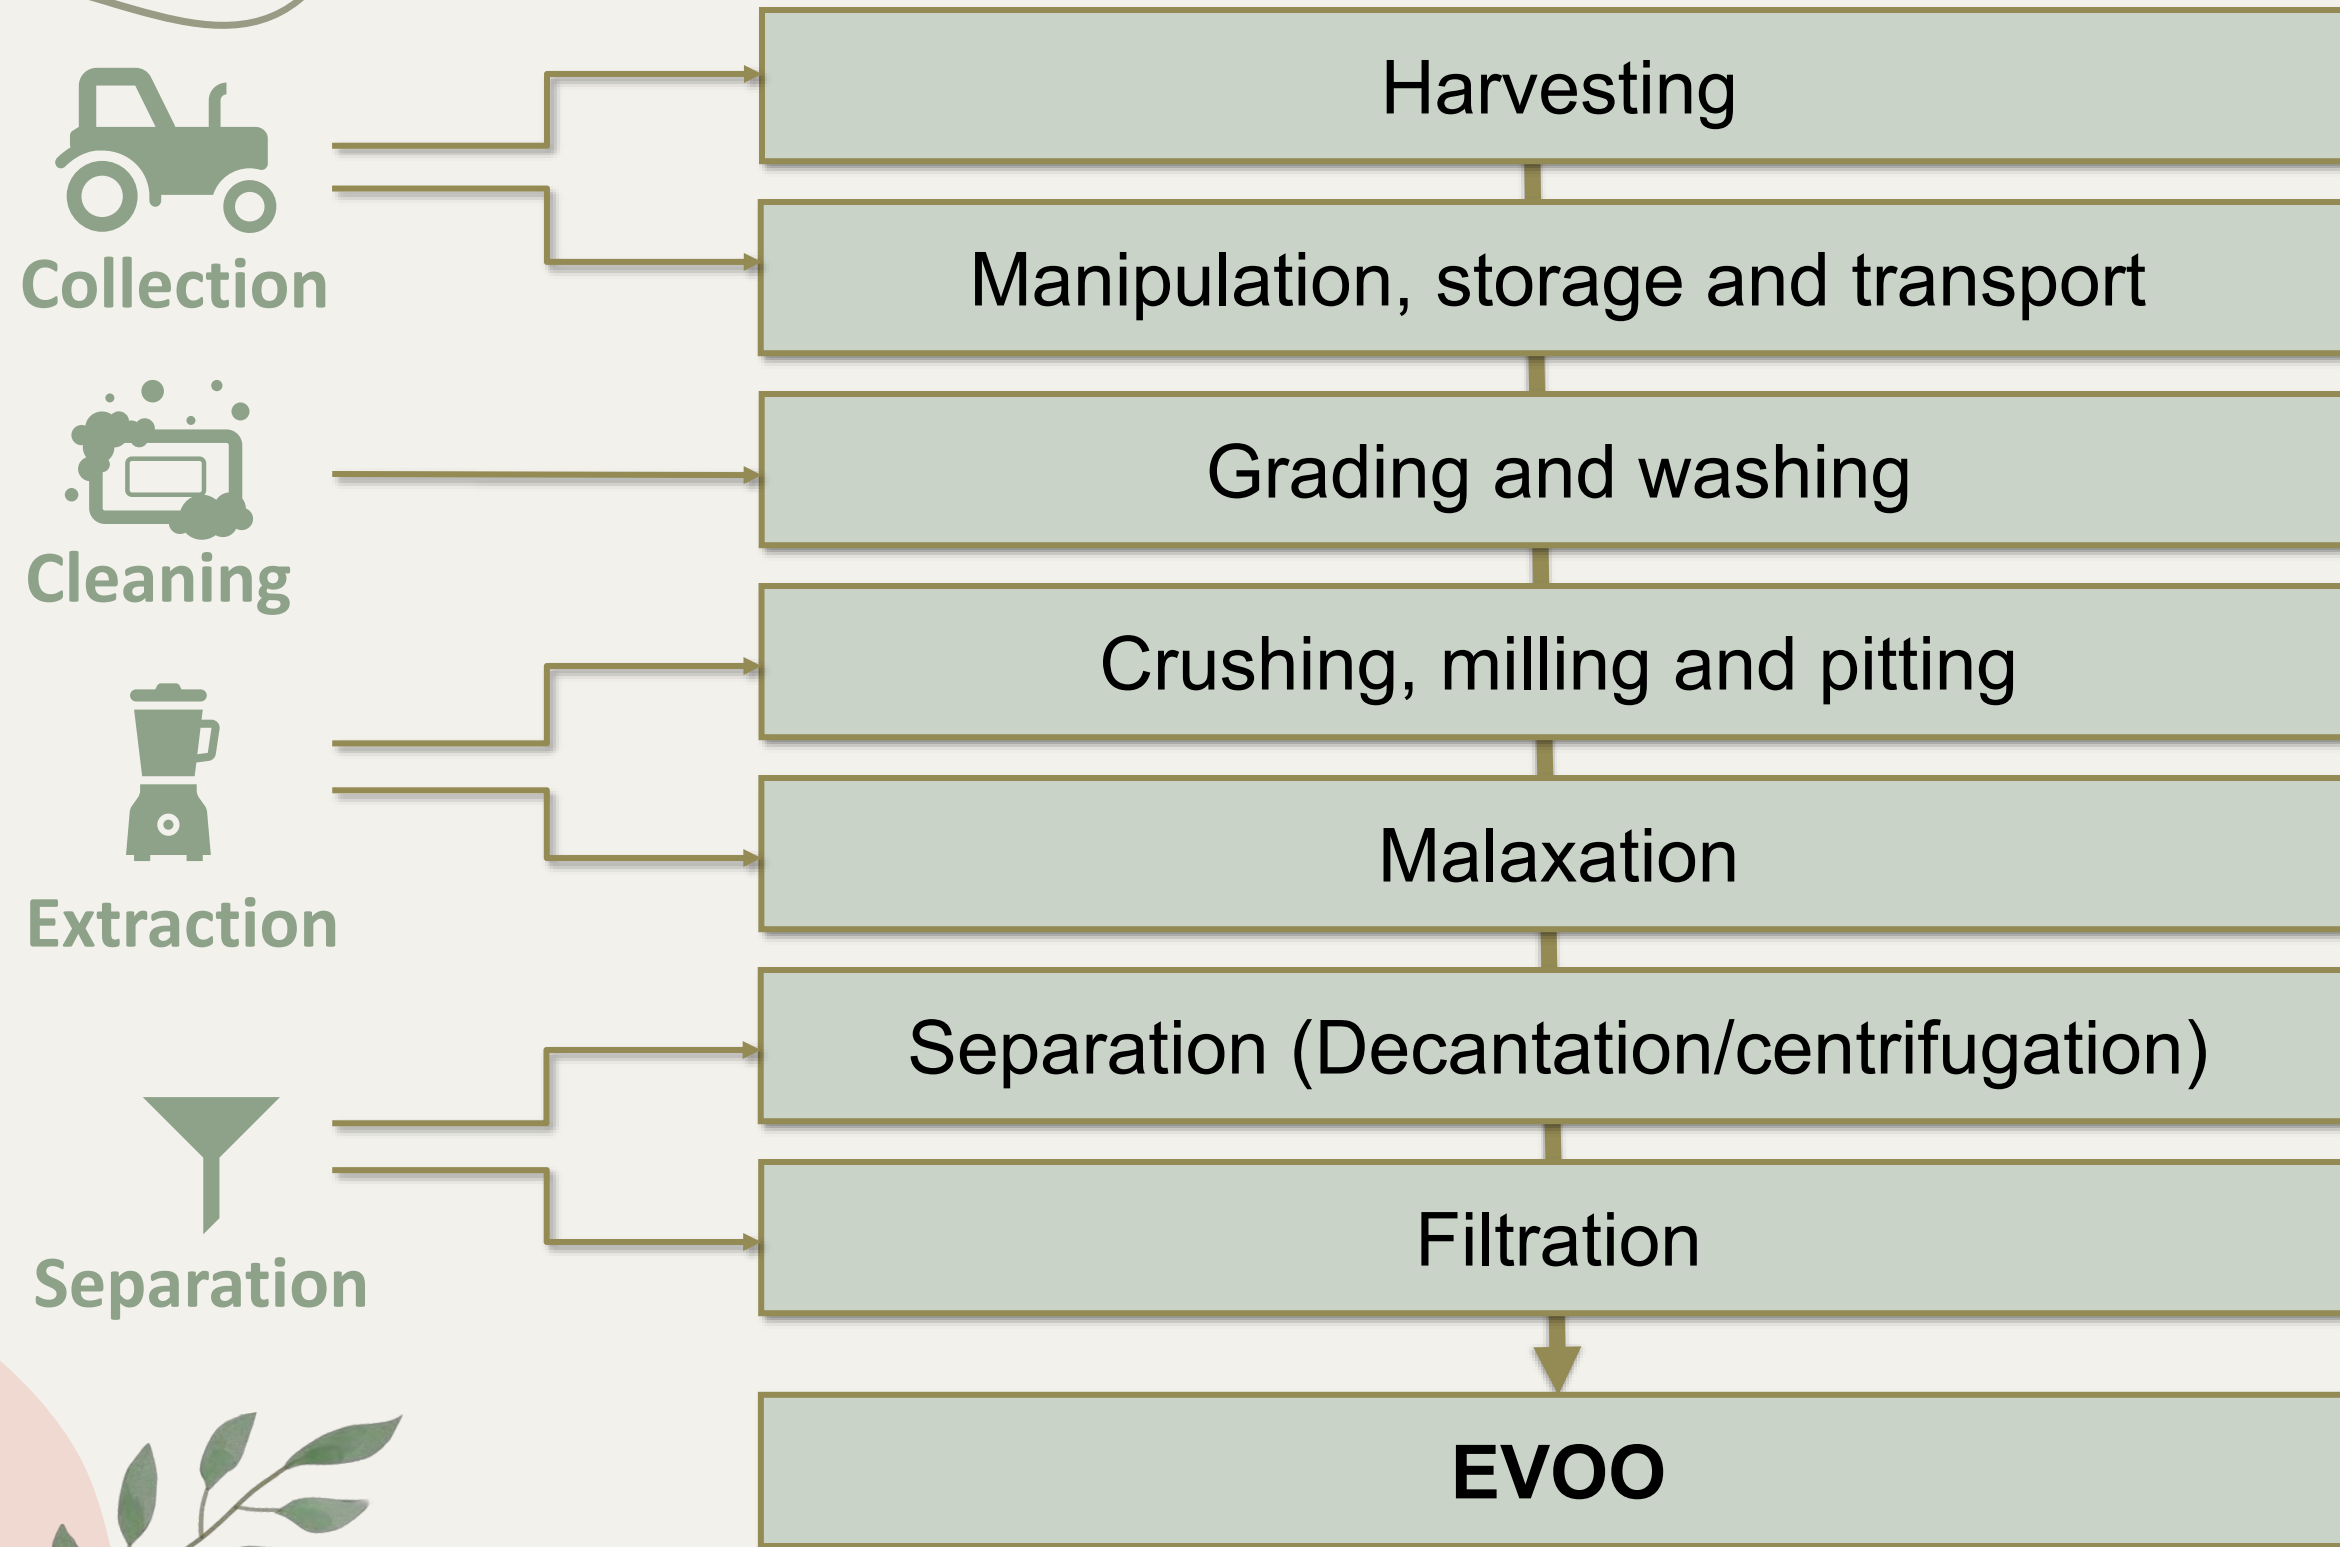 Harvesting
Collection
Manipulation, storage and transport
Cleaning
Grading and washing
Extraction
Crushing, milling and pitting
Malaxation
Separation
Separation (Decantation/centrifugation)
Filtration
EVOO